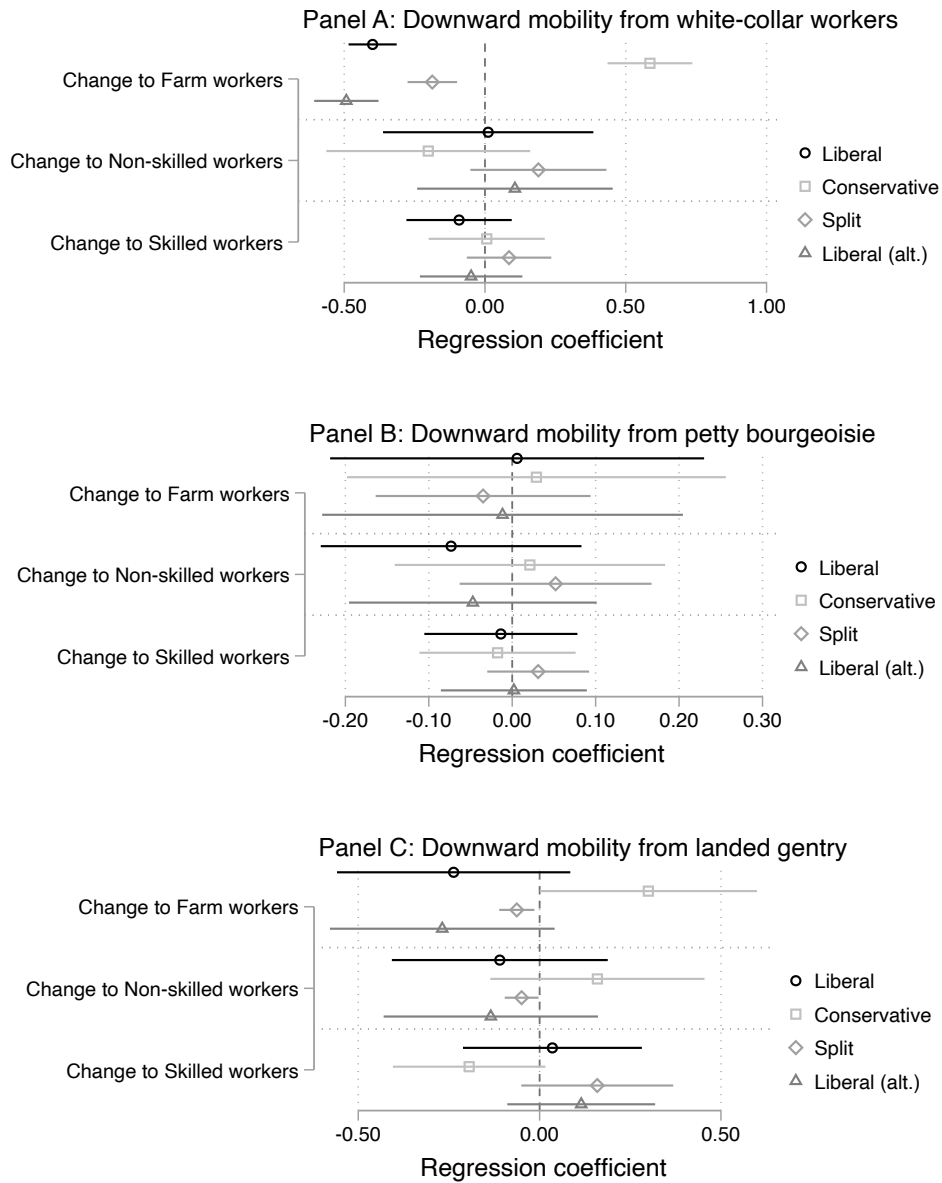 Panel A: Downward mobility from white-collar workers
Change to Farm workers
Change to Non-skilled workers
Change to Skilled workers
Liberal
Conservative
Split
Liberal (alt.)
-0.50 0.00 0.50 1.00
Regression coefficient
Panel B: Downward mobility from petty bourgeoisie
Change to Farm workers
Change to Non-skilled workers
Change to Skilled workers
Liberal
Conservative
Split
Liberal (alt.)
-0.20 -0.10 0.00 0.10 0.20 0.30
Regression coefficient
Panel C: Downward mobility from landed gentry
Change to Farm workers
Change to Non-skilled workers
Change to Skilled workers
Liberal
Conservative
Split
Liberal (alt.)
-0.50 0.00 0.50
Regression coefficient